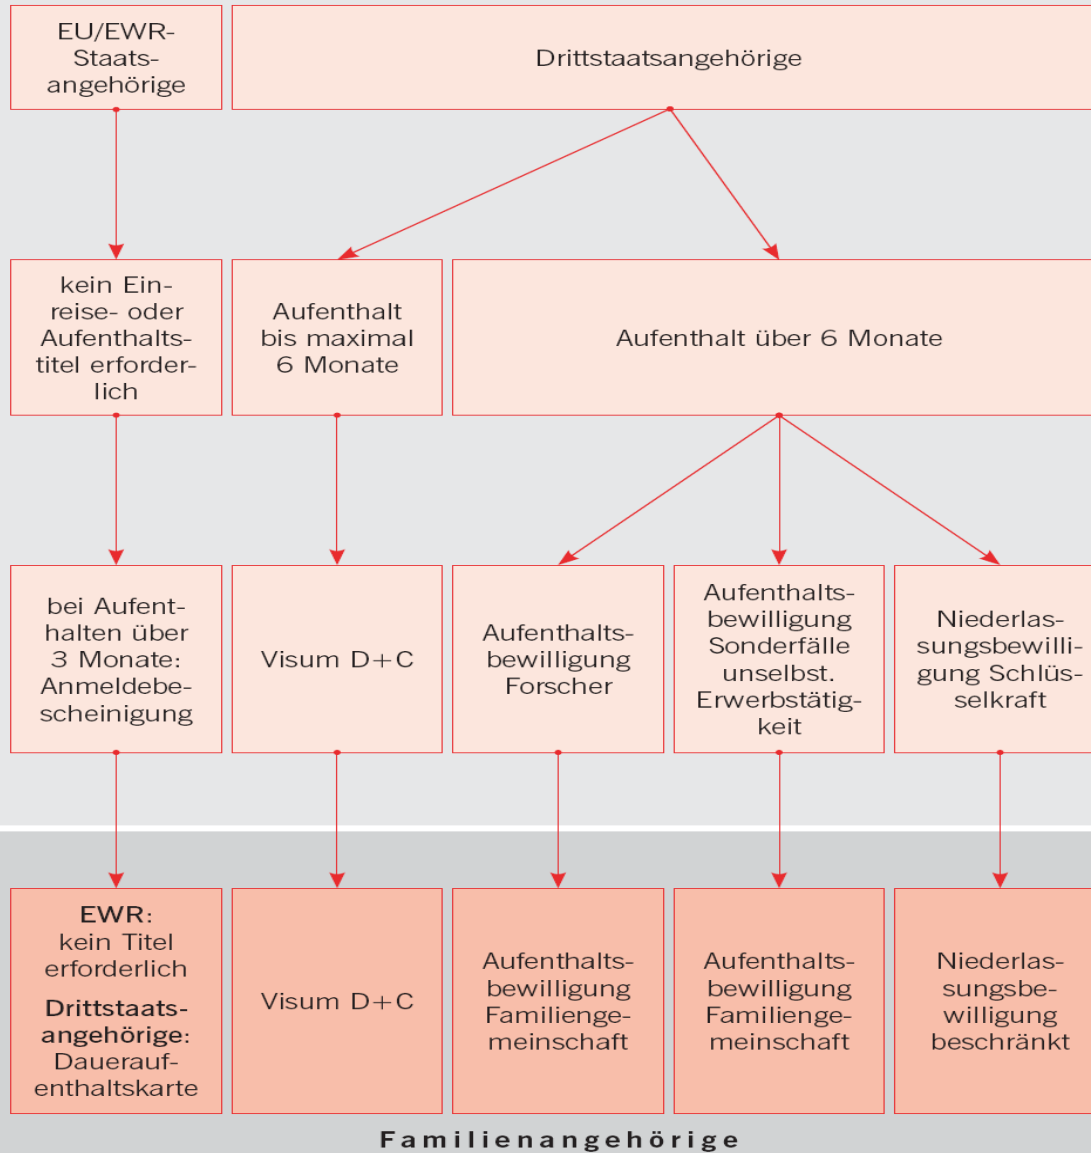 EU/EWR-
Staats-
angehörige
Drittstaatsangehörige
kein Ein-
reise- oder
Aufenthalts-
titel erforder-
lich
Aufenthalt
bis maximal
6 Monate
Aufenthalt über 6 Monate
bei Aufent-
halten über
3 Monate:
Anmeldebe-
scheinigung
Visum D+C
Aufenthalts-
bewilligung
Forscher
Aufenthalts-
bewilligung
Sonderfälle
unselbst.
Erwerbstätig-
keit
Niederlas-
sungsbewilli-
gung Schlüs-
selkraft
EWR:
kein Titel
erforderlich
Drittstaats-
angehörige:
Daueraufent-
haltskarte
Visum D+C
Aufenthalts-
bewilligung
Familienge-
meinschaft
Aufenthalts-
bewilligung
Familienge-
meinschaft
Niederlas-
sungsbe-
willigung
beschränkt
Familienangehörige